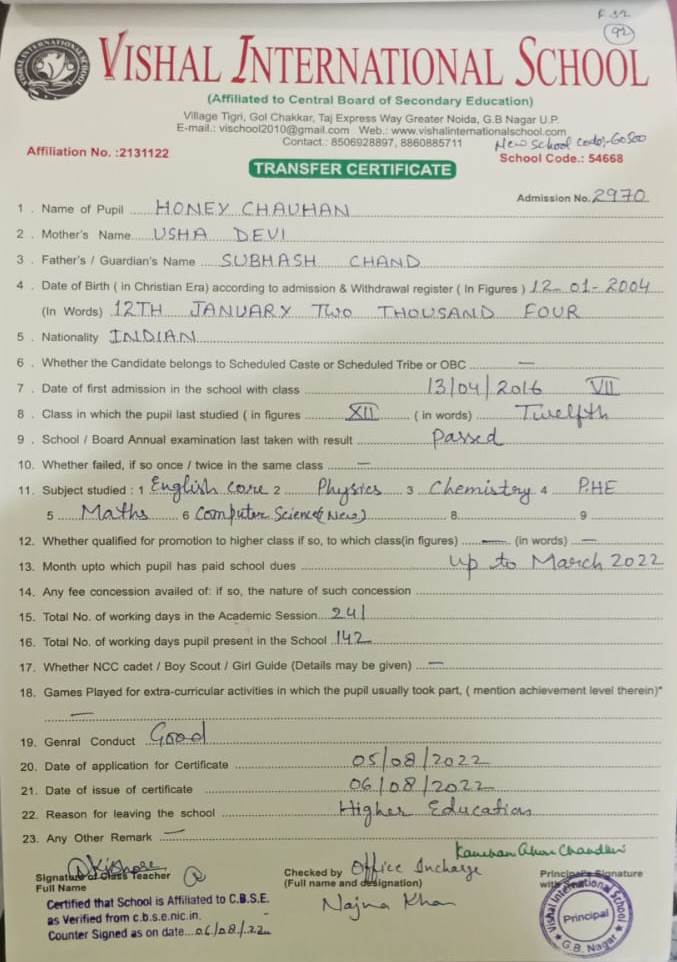 F-32
92
VISHAL INTERNATIONAL SCHOOL
(Affiliated to Central Board of Secondary Education)
Village Tigri, Gol Chakkar, Taj Express Way Greater Noida, G.B Nagar U.P.
E-mail.: vischool2010@gmail.com Web.: www.vishalinternationalschool.com
Contact.: 8506928897, 8860885711
New School code:-60500
Affiliation No. :2131122
School Code.: 54668
TRANSFER CERTIFICATE
Admission No. 2970
1 . Name of Pupil HONEY CHAUHAN
2 . Mother's Name USHA DEVI
3 . Father's / Guardian's Name SUBHASH CHAND
4 . Date of Birth ( in Christian Era) according to admission & Withdrawal register ( In Figures ) 12-01-2004
(In Words) 12TH JANUARY TWO THOUSAND FOUR
5 . Nationality INDIAN
6 . Whether the Candidate belongs to Scheduled Caste or Scheduled Tribe or OBC —
7 . Date of first admission in the school with class 13/04/2016 VII
8 . Class in which the pupil last studied ( in figures XII ( in words) Twelfth
9 . School / Board Annual examination last taken with result Passed
10. Whether failed, if so once / twice in the same class —
11. Subject studied : 1 English core 2 Physics 3 Chemistry 4 P.HE
5 Maths 6 Computer Science (New) 8 9
12. Whether qualified for promotion to higher class if so, to which class(in figures) — (in words) —
13. Month upto which pupil has paid school dues up to March 2022
14. Any fee concession availed of: if so, the nature of such concession
15. Total No. of working days in the Academic Session 241
16. Total No. of working days pupil present in the School 142
17. Whether NCC cadet / Boy Scout / Girl Guide (Details may be given) —
18. Games Played for extra-curricular activities in which the pupil usually took part, ( mention achievement level therein)*
—
19. Genral Conduct Good
20. Date of application for Certificate 05/08/2022
21. Date of issue of certificate 06/08/2022
22. Reason for leaving the school Higher Education
23. Any Other Remark —
Kishore
Signature of Class Teacher
Full Name
Checked by Office Incharge
(Full name and designation)
Najma Khan
Principal's Signature
with
Vishal International School
Principal
G.B. Nagar
Certified that School is Affiliated to C.B.S.E.
as Verified from c.b.s.e.nic.in.
Counter Signed as on date...06/08/22